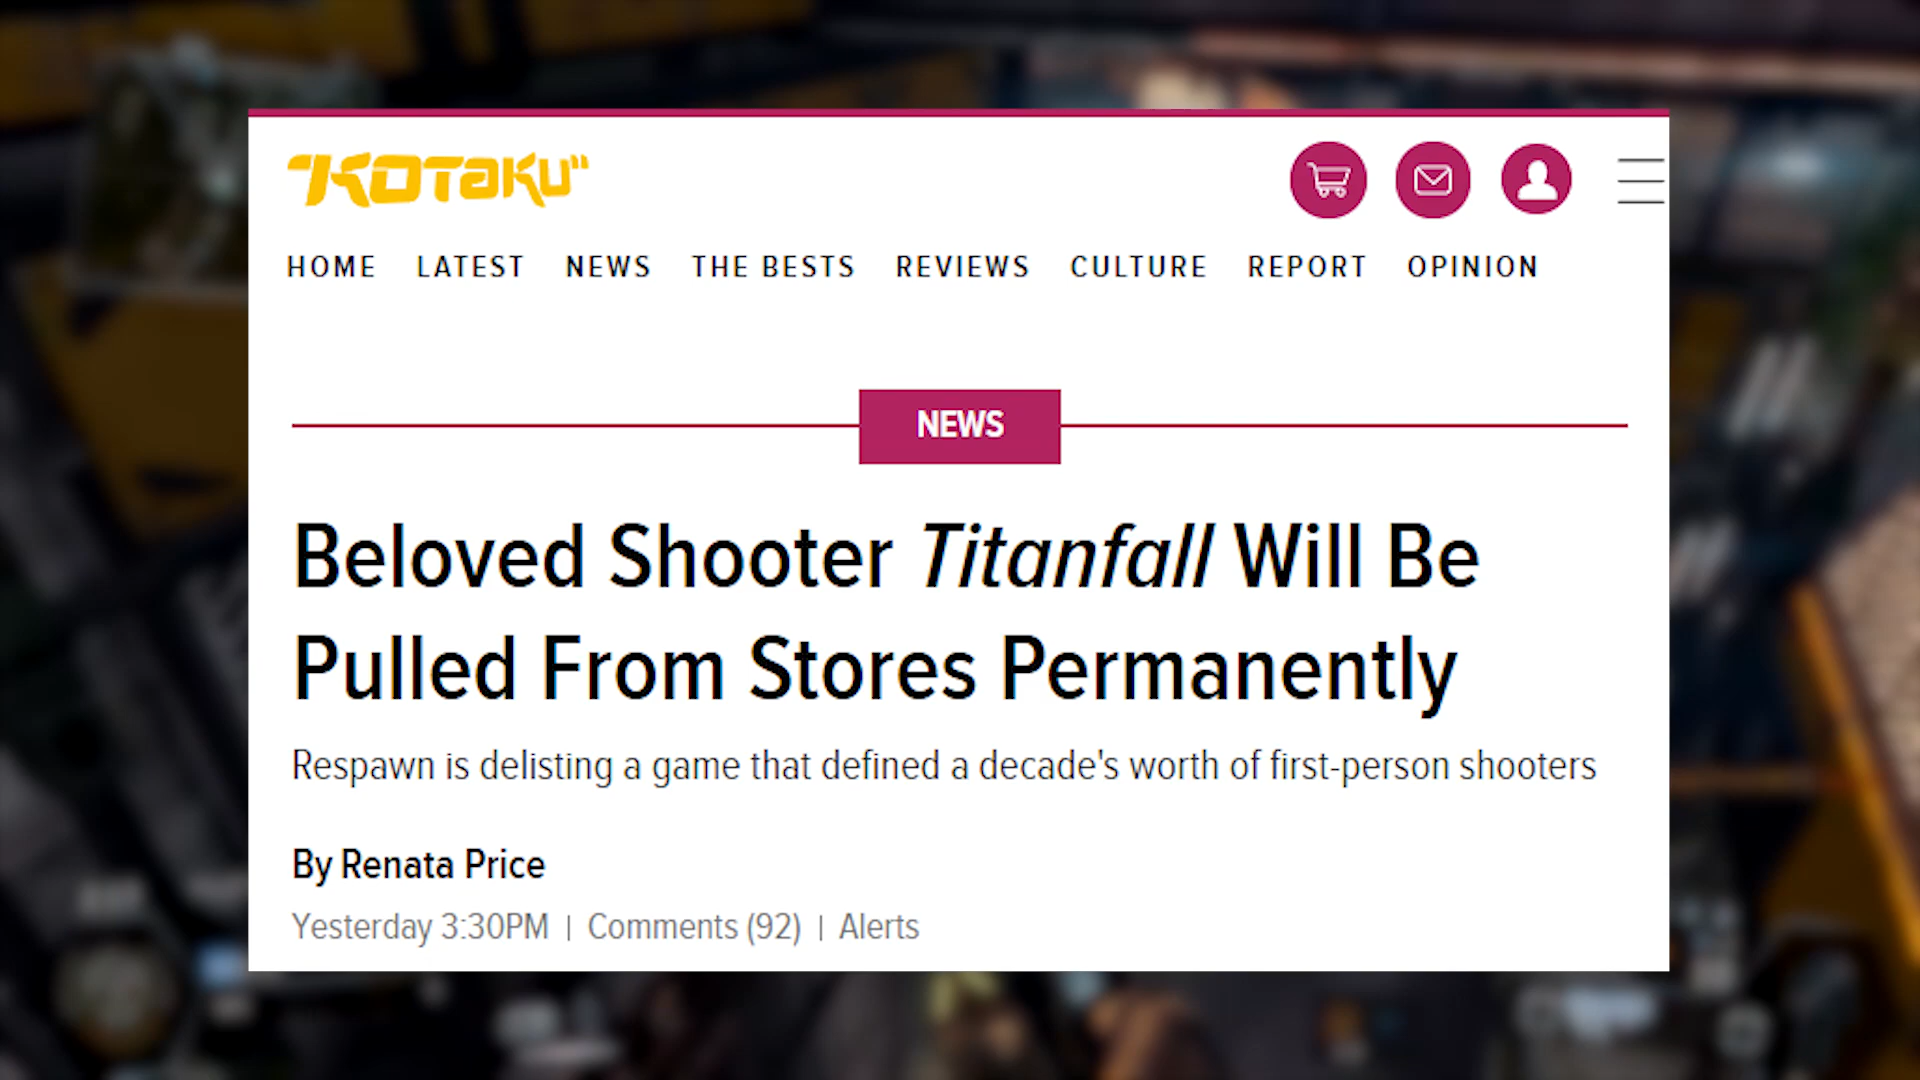 KOTAKU
HOME LATEST NEWS THE BESTS REVIEWS CULTURE REPORT OPINION
NEWS
Beloved Shooter Titanfall Will Be
Pulled From Stores Permanently
Respawn is delisting a game that defined a decade's worth of first-person shooters
By Renata Price
Yesterday 3:30PM | Comments (92) | Alerts